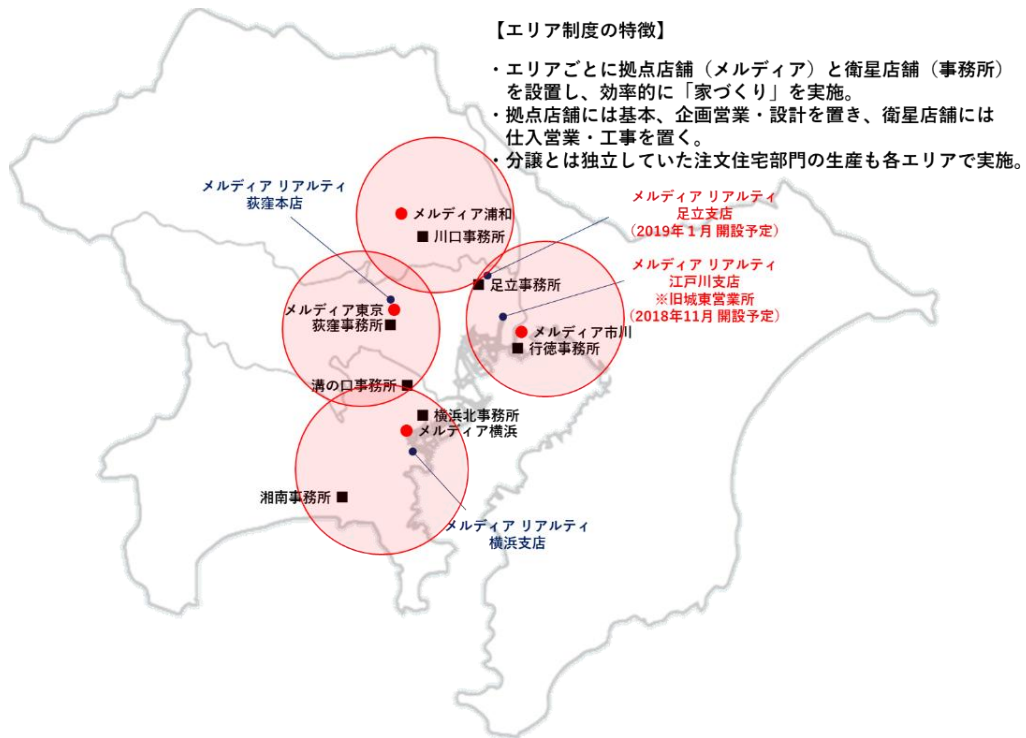 【エリア制度の特徴】
・エリアごとに拠点店舗（メルディア）と衛星店舗（事務所）
を設置し、効率的に「家づくり」を実施。
・拠点店舗には基本、企画営業・設計を置き、衛星店舗には
仕入営業・工事を置く。
・分譲とは独立していた注文住宅部門の生産も各エリアで実施。
メルディア リアルティ
荻窪本店
メルディア浦和
川口事務所
メルディア リアルティ
足立支店
（2019年１月 開設予定）
足立事務所
メルディア リアルティ
江戸川支店
※旧城東営業所
（2018年11月 開設予定）
メルディア東京
荻窪事務所
メルディア市川
行徳事務所
溝の口事務所
横浜北事務所
メルディア横浜
湘南事務所
メルディア リアルティ
横浜支店